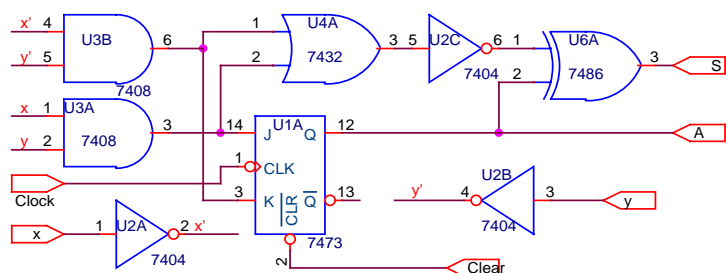 x' 4 U3B 6 1 U4A 3 5 U2C 6 1 U6A 3 S
y' 5 2 7432 7404 2 7486
7408
x 1 U3A 3 14 J U1A Q 12 A
y 2 7408
Clock 1 CLK
3 K CLR Q 13 y' 4 U2B 3 y
7404
x 1 U2A 2 x'
7404 7473
2 Clear